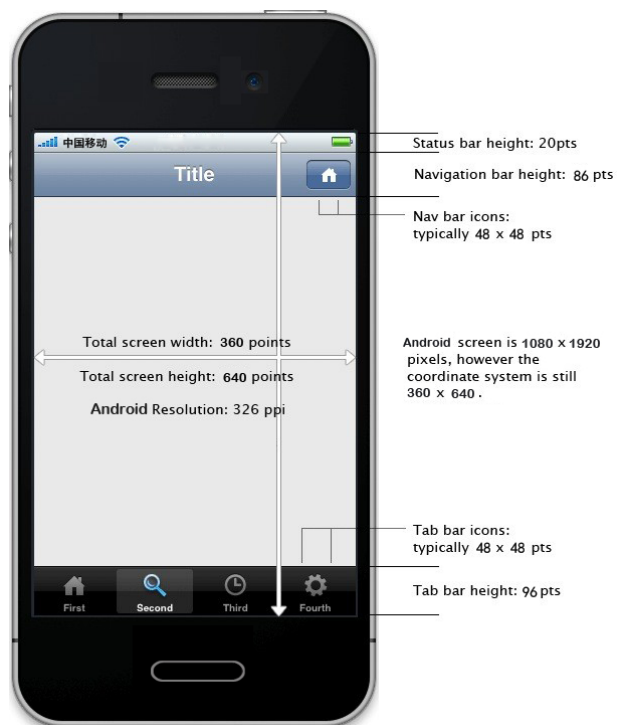 中国移动
Status bar height: 20pts
Title
Navigation bar height: 86 pts
Nav bar icons:
typically 48 x 48 pts
Total screen width: 360 points
Total screen height: 640 points
Android Resolution: 326 ppi
Android screen is 1080 x 1920
pixels, however the
coordinate system is still
360 x 640 .
Tab bar icons:
typically 48 x 48 pts
Tab bar height: 96 pts
First
Second
Third
Fourth